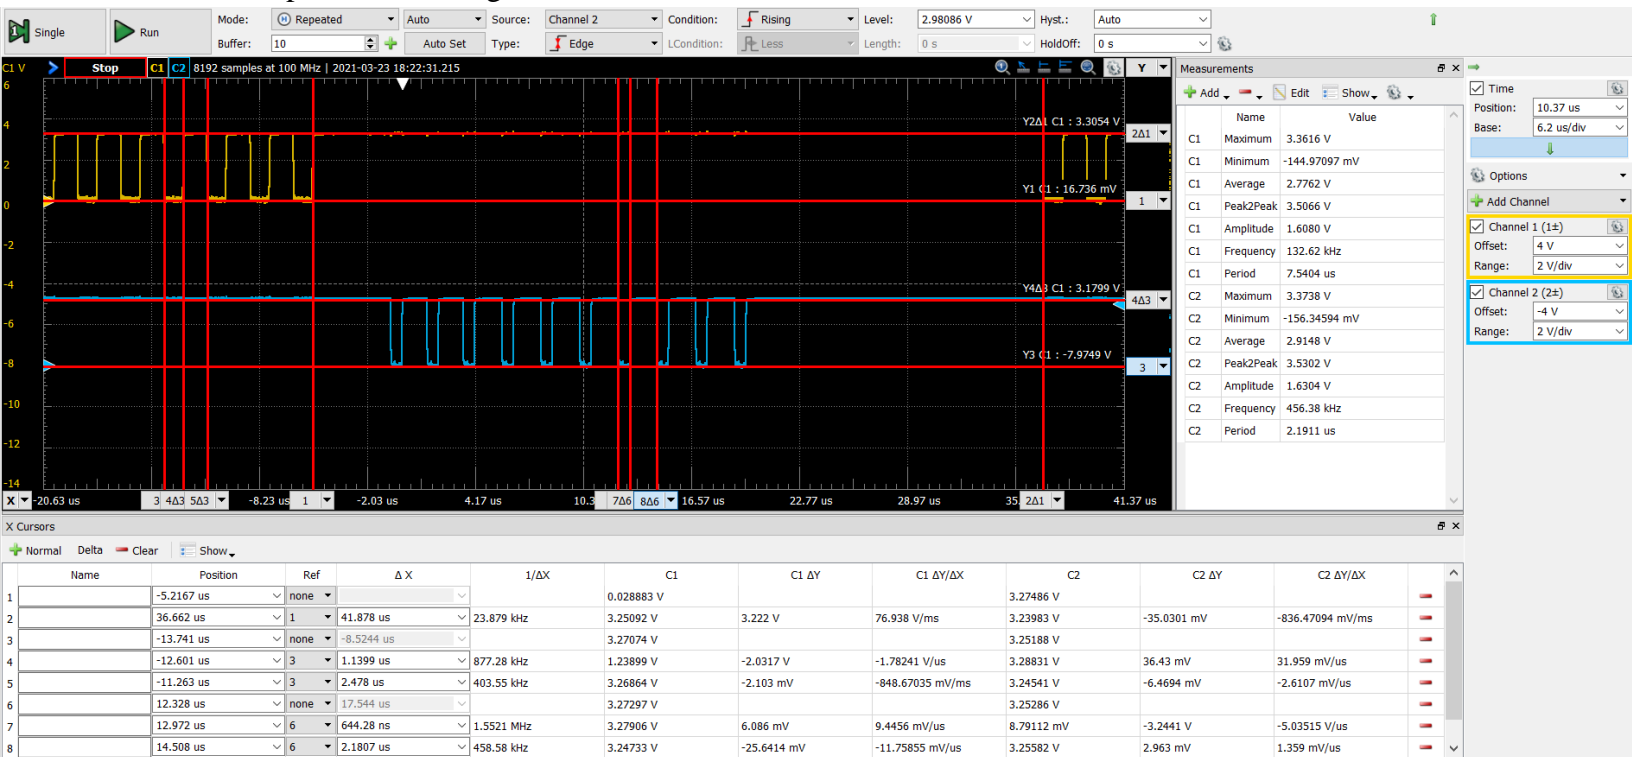 Mode: Repeated Auto Source: Channel 2 Condition: Rising Level: 2.98086 V Hyst.: Auto
Single Run
Buffer: 10 Auto Set Type: Edge LCondition: Less Length: 0 s HoldOff: 0 s
C1 V Stop C1 C2 8192 samples at 100 MHz | 2021-03-23 18:22:31.215 Y
6
4
2
0
-2
-4
-6
-8
-10
-12
-14
Y2Δ1 C1 : 3.3054 V 2Δ1
Y1 C1 : 16.736 mV 1
Y4Δ3 C1 : 3.1799 V 4Δ3
Y3 C1 : -7.9749 V 3
X -20.63 us 3 4Δ3 5Δ3 -8.23 us 1 -2.03 us 4.17 us 10.3 7Δ6 8Δ6 16.57 us 22.77 us 28.97 us 35. 2Δ1 41.37 us
Measurements
Add Edit Show
Name Value
C1 Maximum 3.3616 V
C1 Minimum -144.97097 mV
C1 Average 2.7762 V
C1 Peak2Peak 3.5066 V
C1 Amplitude 1.6080 V
C1 Frequency 132.62 kHz
C1 Period 7.5404 us
C2 Maximum 3.3738 V
C2 Minimum -156.34594 mV
C2 Average 2.9148 V
C2 Peak2Peak 3.5302 V
C2 Amplitude 1.6304 V
C2 Frequency 456.38 kHz
C2 Period 2.1911 us
Time
Position: 10.37 us
Base: 6.2 us/div
Options
Add Channel
Channel 1 (1±)
Offset: 4 V
Range: 2 V/div
Channel 2 (2±)
Offset: -4 V
Range: 2 V/div
X Cursors
Normal Delta Clear Show
Name Position Ref Δ X 1/ΔX C1 C1 ΔY C1 ΔY/ΔX C2 C2 ΔY C2 ΔY/ΔX
1 -5.2167 us none 0.028883 V 3.27486 V
2 36.662 us 1 41.878 us 23.879 kHz 3.25092 V 3.222 V 76.938 V/ms 3.23983 V -35.0301 mV -836.47094 mV/ms
3 -13.741 us none -8.5244 us 3.27074 V 3.25188 V
4 -12.601 us 3 1.1399 us 877.28 kHz 1.23899 V -2.0317 V -1.78241 V/us 3.28831 V 36.43 mV 31.959 mV/us
5 -11.263 us 3 2.478 us 403.55 kHz 3.26864 V -2.103 mV -848.67035 mV/ms 3.24541 V -6.4694 mV -2.6107 mV/us
6 12.328 us none 17.544 us 3.27297 V 3.25286 V
7 12.972 us 6 644.28 ns 1.5521 MHz 3.27906 V 6.086 mV 9.4456 mV/us 8.79112 mV -3.2441 V -5.03515 V/us
8 14.508 us 6 2.1807 us 458.58 kHz 3.24733 V -25.6414 mV -11.75855 mV/us 3.25582 V 2.963 mV 1.359 mV/us